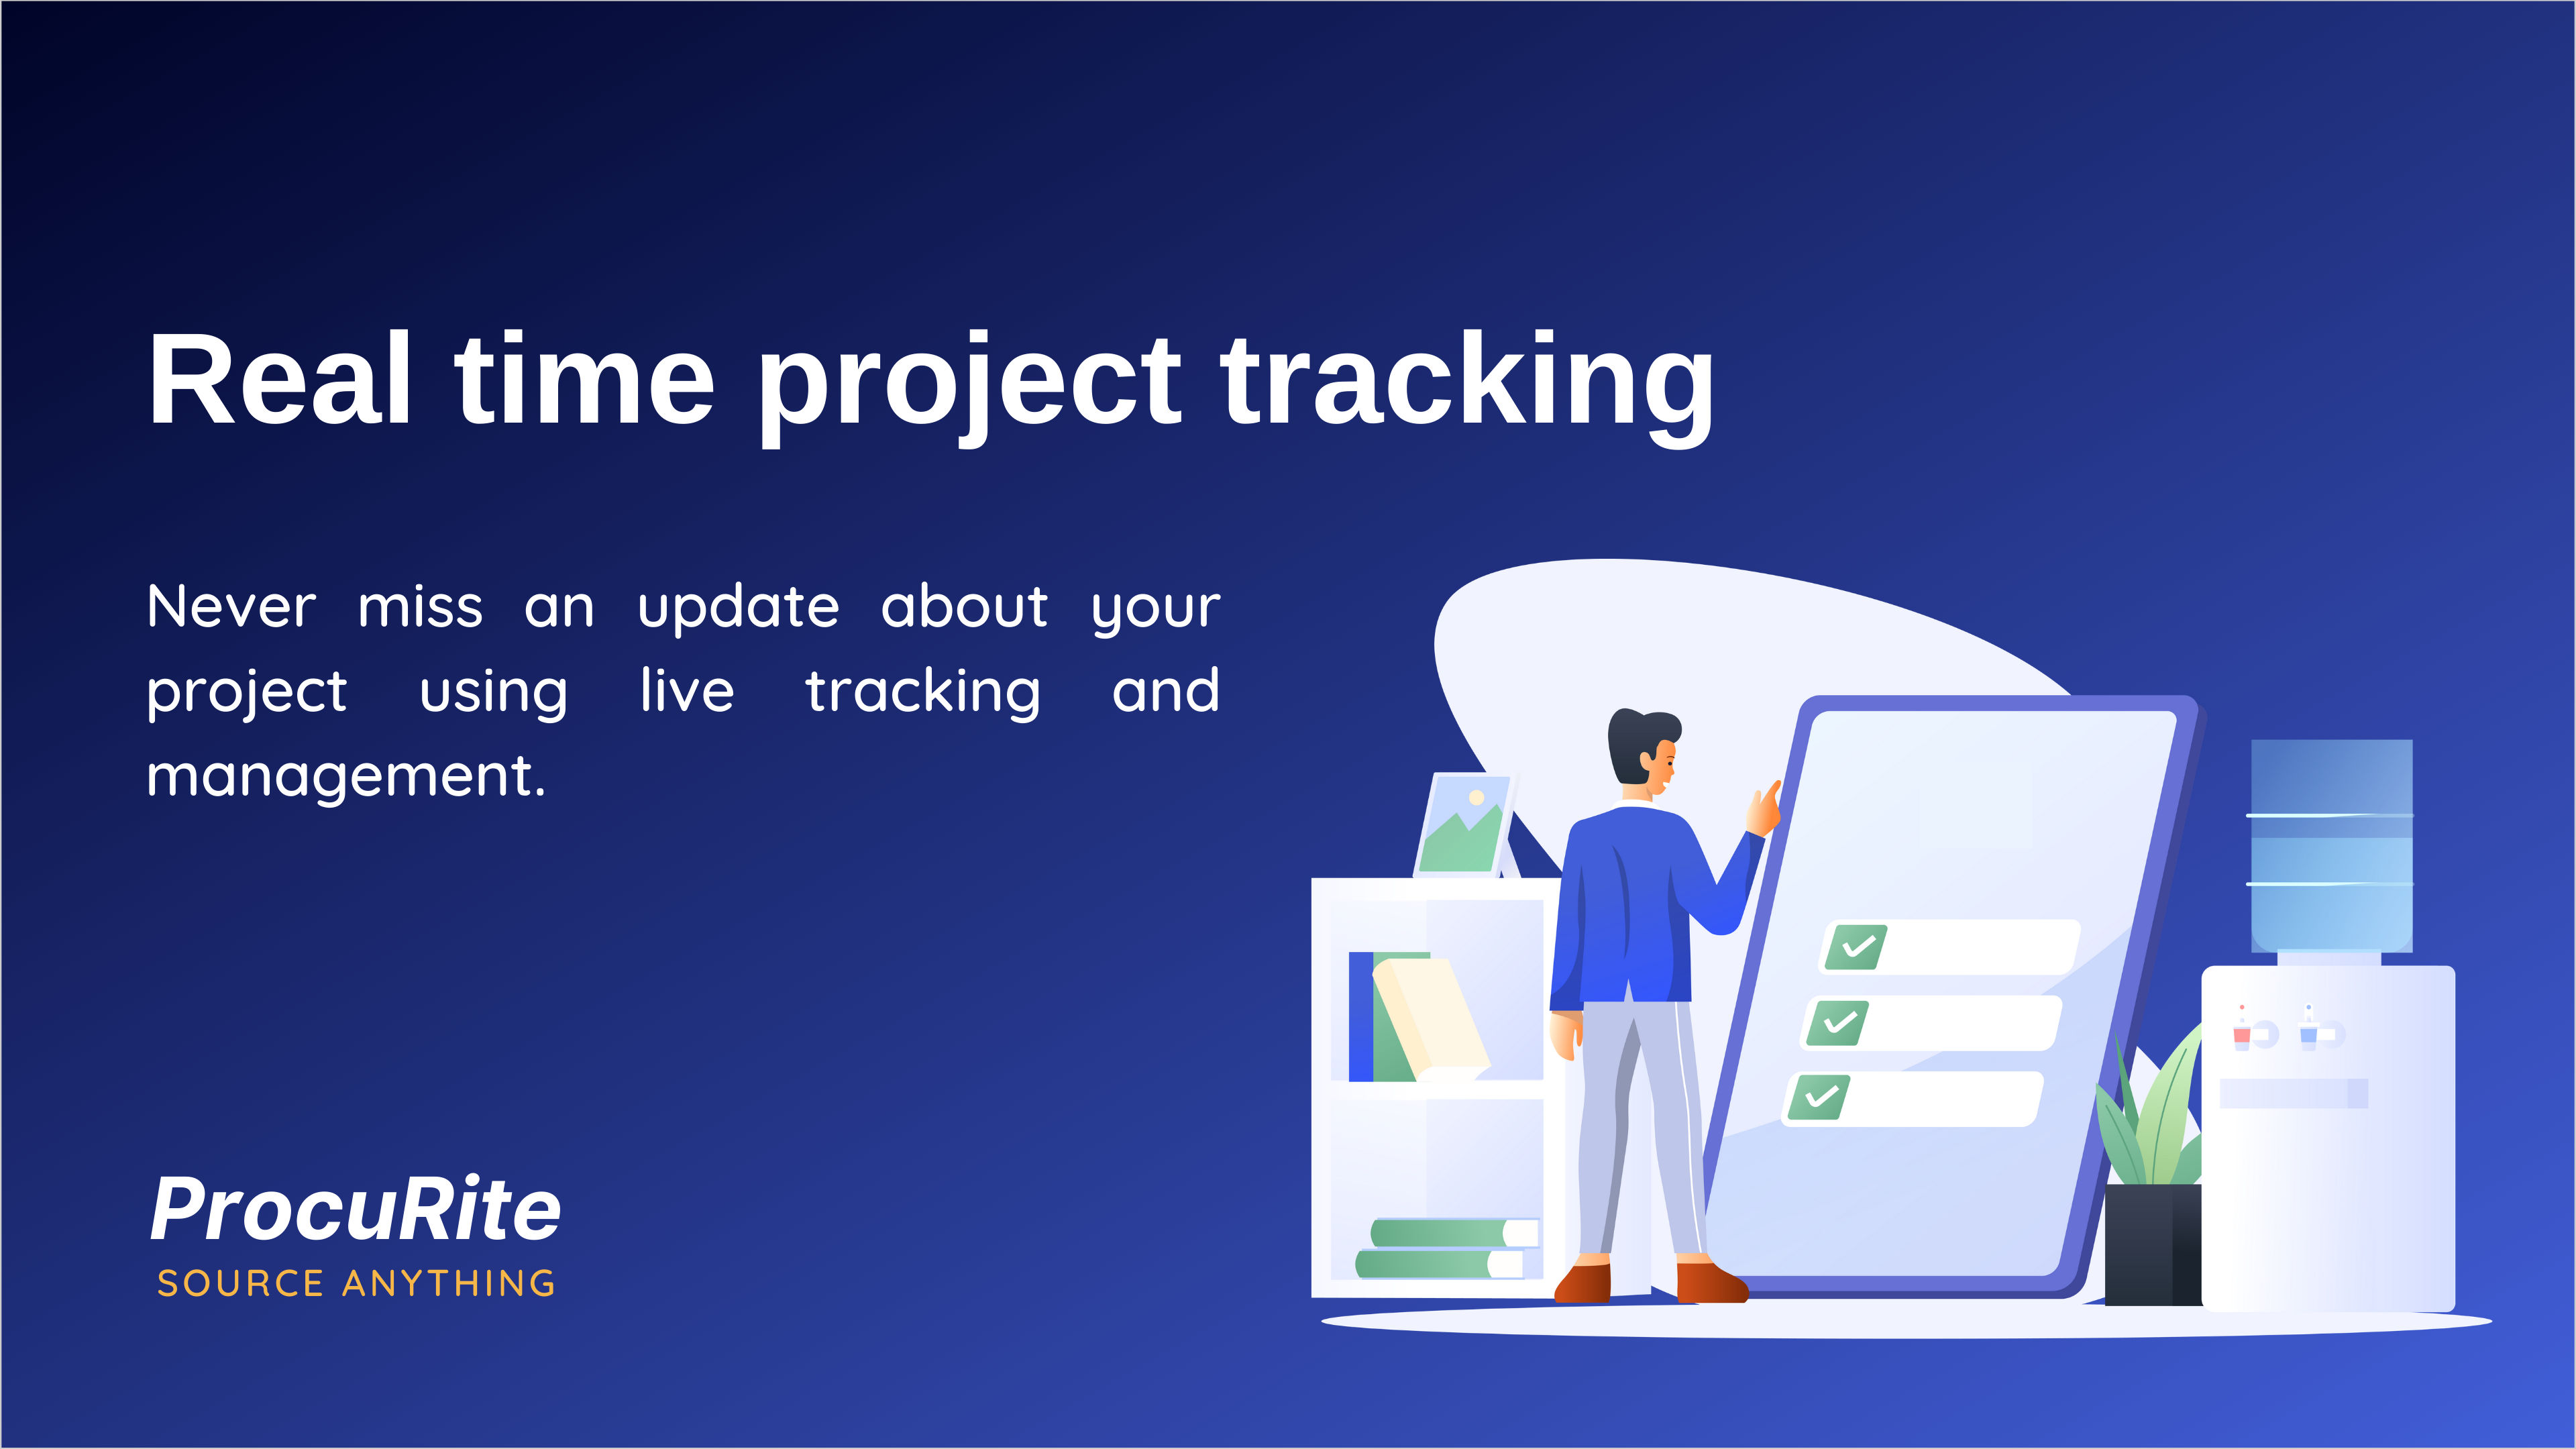 Real time project tracking
Never miss an update about your
project using live tracking and
management.
ProcuRite
SOURCE ANYTHING